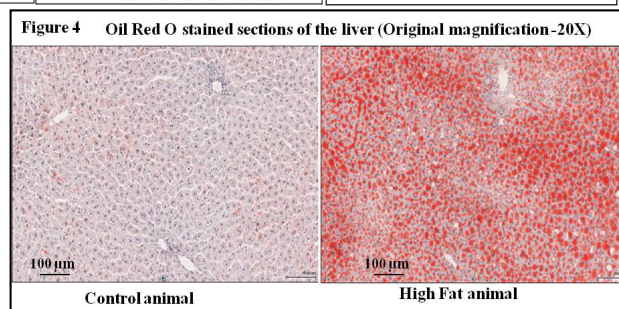 Figure 4 Oil Red O stained sections of the liver (Original magnification -20X)
100 µm
100 µm
Control animal
High Fat animal